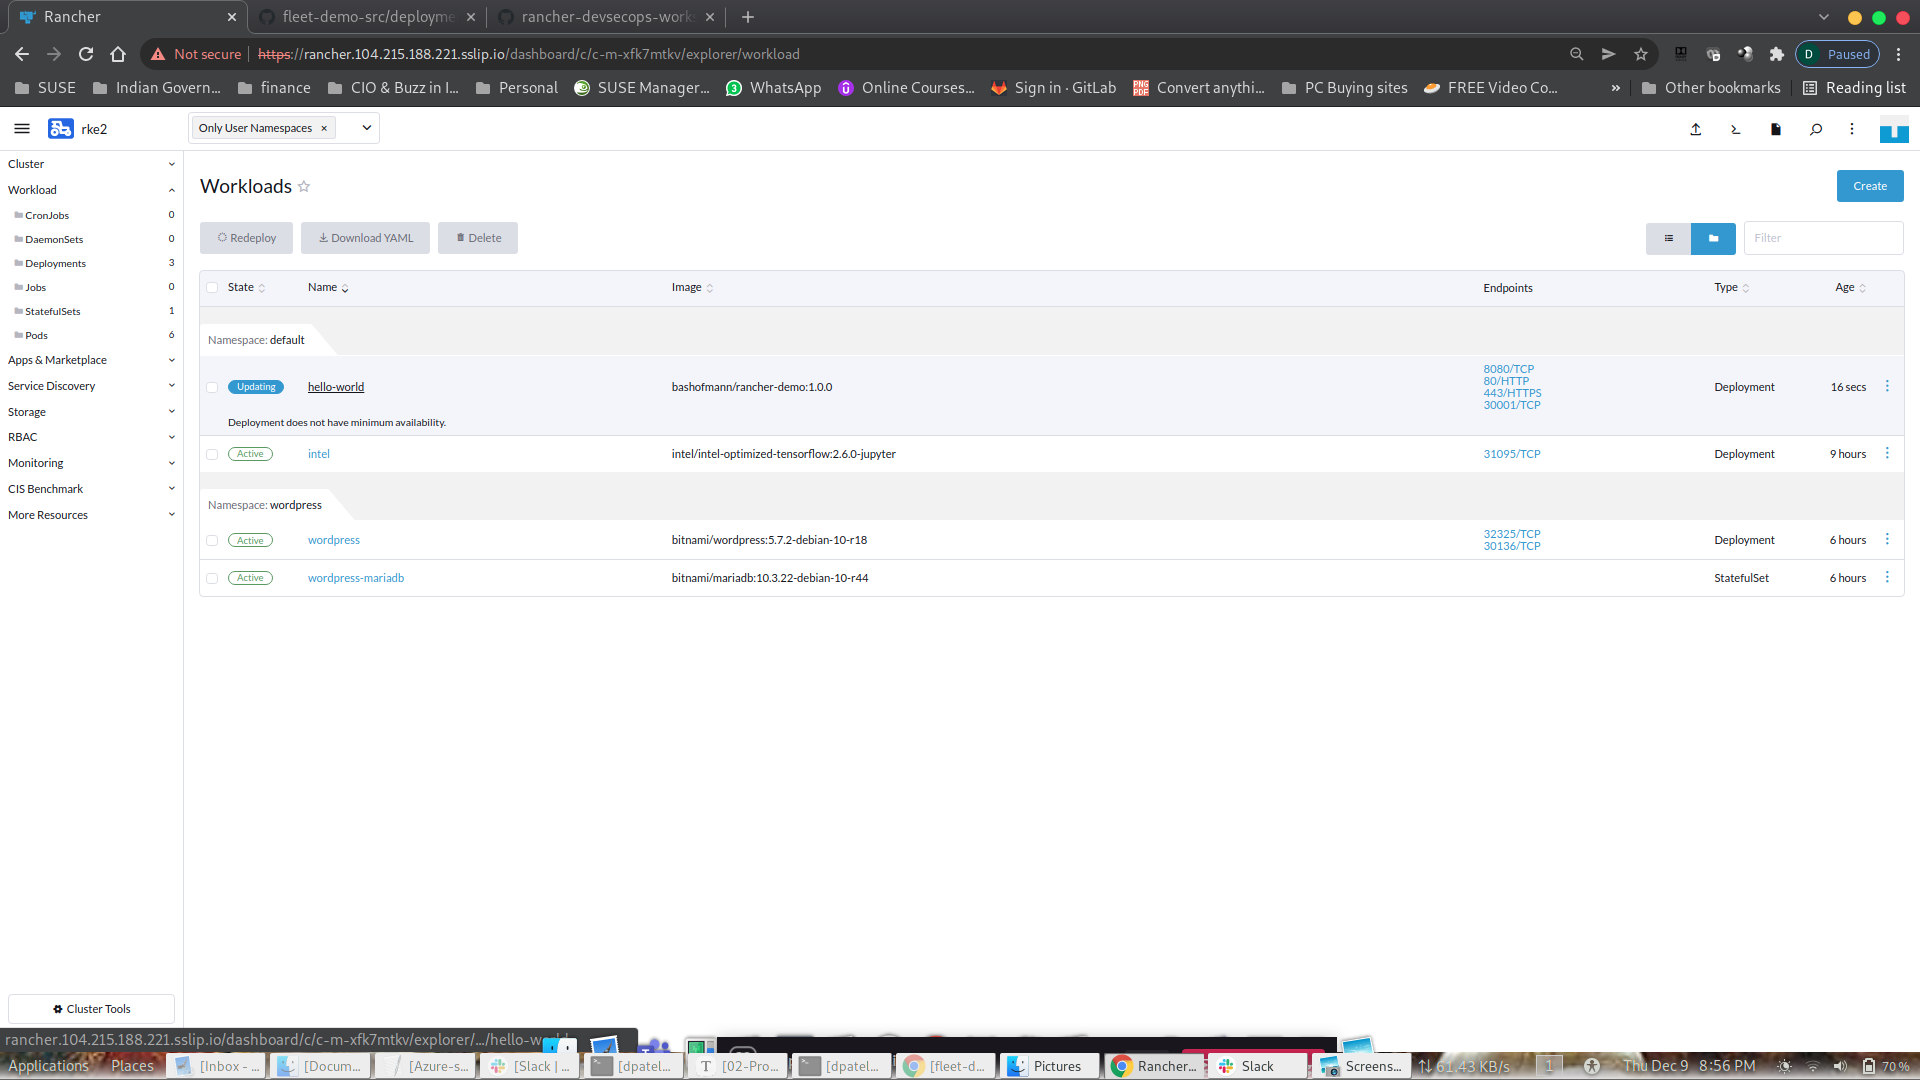 Rancher
fleet-demo-src/deployme
rancher-devsecops-works
Not secure
https://rancher.104.215.188.221.sslip.io/dashboard/c/c-m-xfk7mtkv/explorer/workload
D Paused
SUSE
Indian Govern...
finance
CIO & Buzz in I...
Personal
SUSE Manager...
WhatsApp
Online Courses...
Sign in · GitLab
Convert anythi...
PC Buying sites
FREE Video Co...
»
Other bookmarks
Reading list
rke2
Only User Namespaces ×
Cluster
Workload
CronJobs 0
DaemonSets 0
Deployments 3
Jobs 0
StatefulSets 1
Pods 6
Apps & Marketplace
Service Discovery
Storage
RBAC
Monitoring
CIS Benchmark
More Resources
Cluster Tools
Workloads
Create
Redeploy
Download YAML
Delete
Filter
State Name Image Endpoints Type Age
Namespace: default
Updating hello-world bashofmann/rancher-demo:1.0.0
8080/TCP
80/HTTP
443/HTTPS
30001/TCP
Deployment 16 secs
Deployment does not have minimum availability.
Active intel intel/intel-optimized-tensorflow:2.6.0-jupyter 31095/TCP Deployment 9 hours
Namespace: wordpress
Active wordpress bitnami/wordpress:5.7.2-debian-10-r18
32325/TCP
30136/TCP
Deployment 6 hours
Active wordpress-mariadb bitnami/mariadb:10.3.22-debian-10-r44 StatefulSet 6 hours
rancher.104.215.188.221.sslip.io/dashboard/c/c-m-xfk7mtkv/explorer/.../hello-world
Applications
Places
[Inbox - ...
[Docum...
[Azure-s...
[Slack | ...
[dpatel...
[02-Pro...
[dpatel...
[fleet-d...
Pictures
Rancher...
Slack
Screens...
61.43 KB/s
1
Thu Dec 9 8:56 PM
70 %